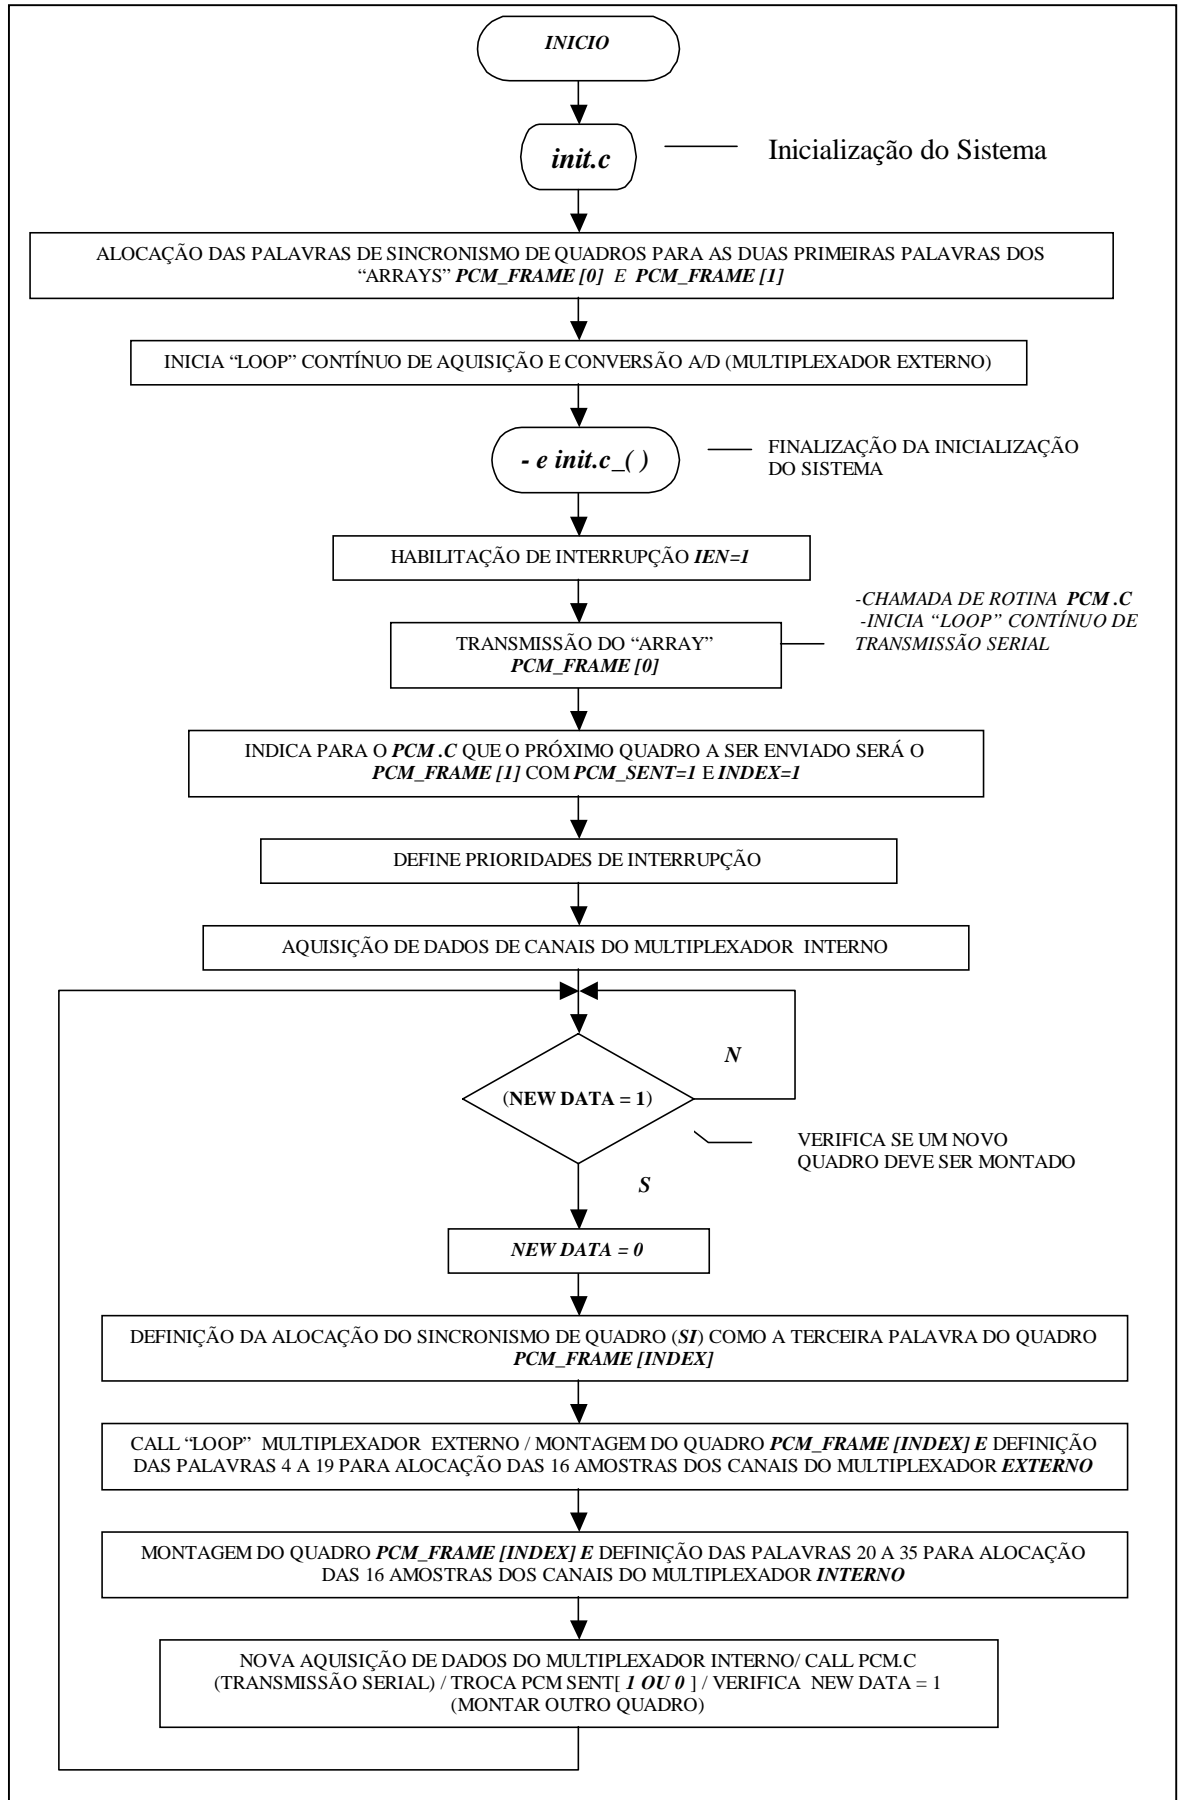 INICIO
init.c
Inicialização do Sistema
ALOCAÇÃO DAS PALAVRAS DE SINCRONISMO DE QUADROS PARA AS DUAS PRIMEIRAS PALAVRAS DOS
“ARRAYS” PCM_FRAME [0] E PCM_FRAME [1]
INICIA “LOOP” CONTÍNUO DE AQUISIÇÃO E CONVERSÃO A/D (MULTIPLEXADOR EXTERNO)
- e init.c_( )
FINALIZAÇÃO DA INICIALIZAÇÃO
DO SISTEMA
HABILITAÇÃO DE INTERRUPÇÃO IEN=1
-CHAMADA DE ROTINA PCM .C
-INICIA “LOOP” CONTÍNUO DE
TRANSMISSÃO SERIAL
TRANSMISSÃO DO “ARRAY”
PCM_FRAME [0]
INDICA PARA O PCM .C QUE O PRÓXIMO QUADRO A SER ENVIADO SERÁ O
PCM_FRAME [1] COM PCM_SENT=1 E INDEX=1
DEFINE PRIORIDADES DE INTERRUPÇÃO
AQUISIÇÃO DE DADOS DE CANAIS DO MULTIPLEXADOR INTERNO
N
(NEW DATA = 1)
VERIFICA SE UM NOVO
QUADRO DEVE SER MONTADO
S
NEW DATA = 0
DEFINIÇÃO DA ALOCAÇÃO DO SINCRONISMO DE QUADRO (SI) COMO A TERCEIRA PALAVRA DO QUADRO
PCM_FRAME [INDEX]
CALL “LOOP” MULTIPLEXADOR EXTERNO / MONTAGEM DO QUADRO PCM_FRAME [INDEX] E DEFINIÇÃO
DAS PALAVRAS 4 A 19 PARA ALOCAÇÃO DAS 16 AMOSTRAS DOS CANAIS DO MULTIPLEXADOR EXTERNO
MONTAGEM DO QUADRO PCM_FRAME [INDEX] E DEFINIÇÃO DAS PALAVRAS 20 A 35 PARA ALOCAÇÃO
DAS 16 AMOSTRAS DOS CANAIS DO MULTIPLEXADOR INTERNO
NOVA AQUISIÇÃO DE DADOS DO MULTIPLEXADOR INTERNO/ CALL PCM.C
(TRANSMISSÃO SERIAL) / TROCA PCM SENT[ 1 OU 0 ] / VERIFICA NEW DATA = 1
(MONTAR OUTRO QUADRO)